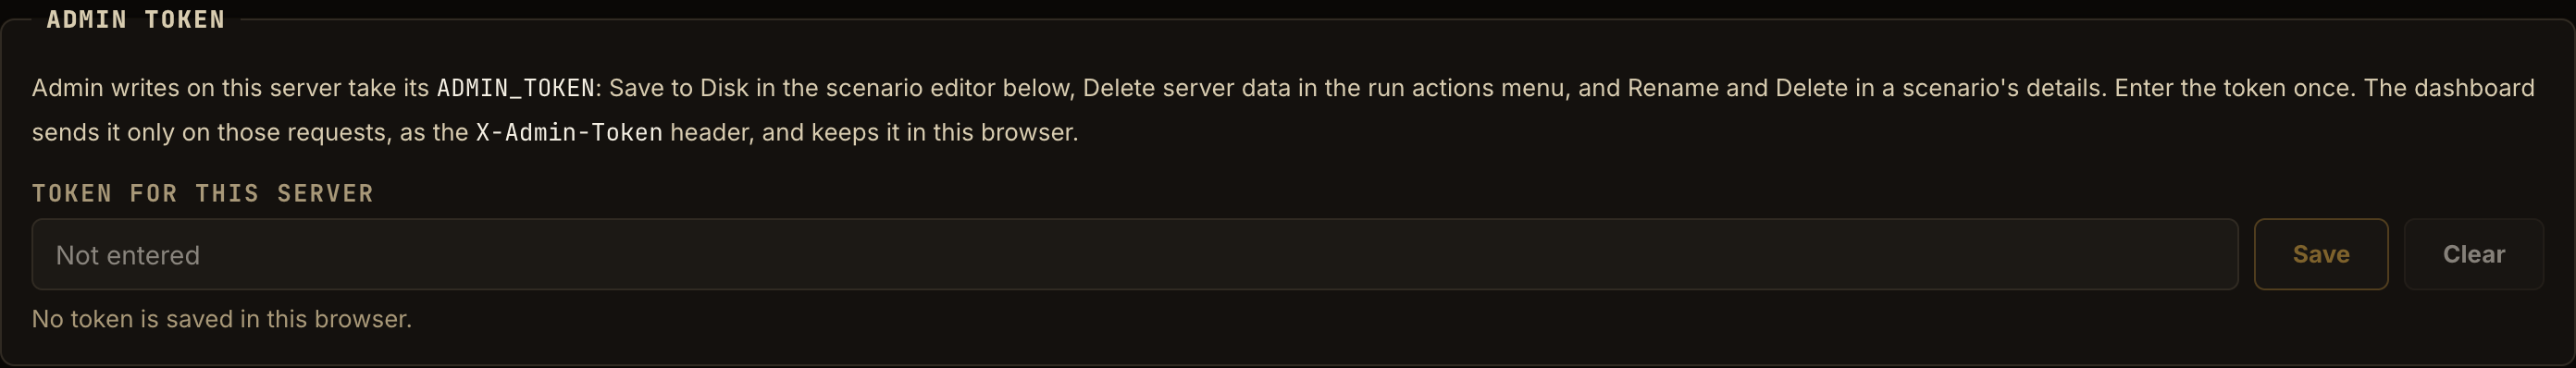 ADMIN TOKEN
Admin writes on this server take its ADMIN_TOKEN: Save to Disk in the scenario editor below, Delete server data in the run actions menu, and Rename and Delete in a scenario's details. Enter the token once. The dashboard
sends it only on those requests, as the X-Admin-Token header, and keeps it in this browser.
TOKEN FOR THIS SERVER
Not entered
Save
Clear
No token is saved in this browser.